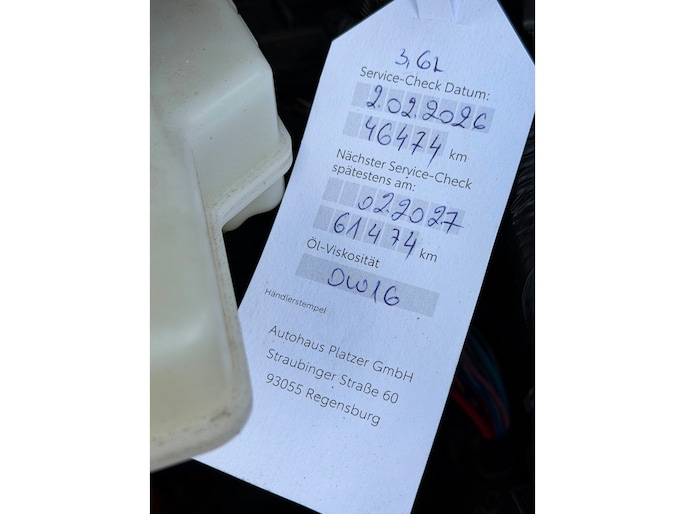 3,6L
Service-Check Datum:
2.02.2026
46474 km
Nächster Service-Check
spätestens am:
02.2027
61474 km
Öl-Viskosität
0W16
Händlerstempel
Autohaus Platzer GmbH
Straubinger Straße 60
93055 Regensburg